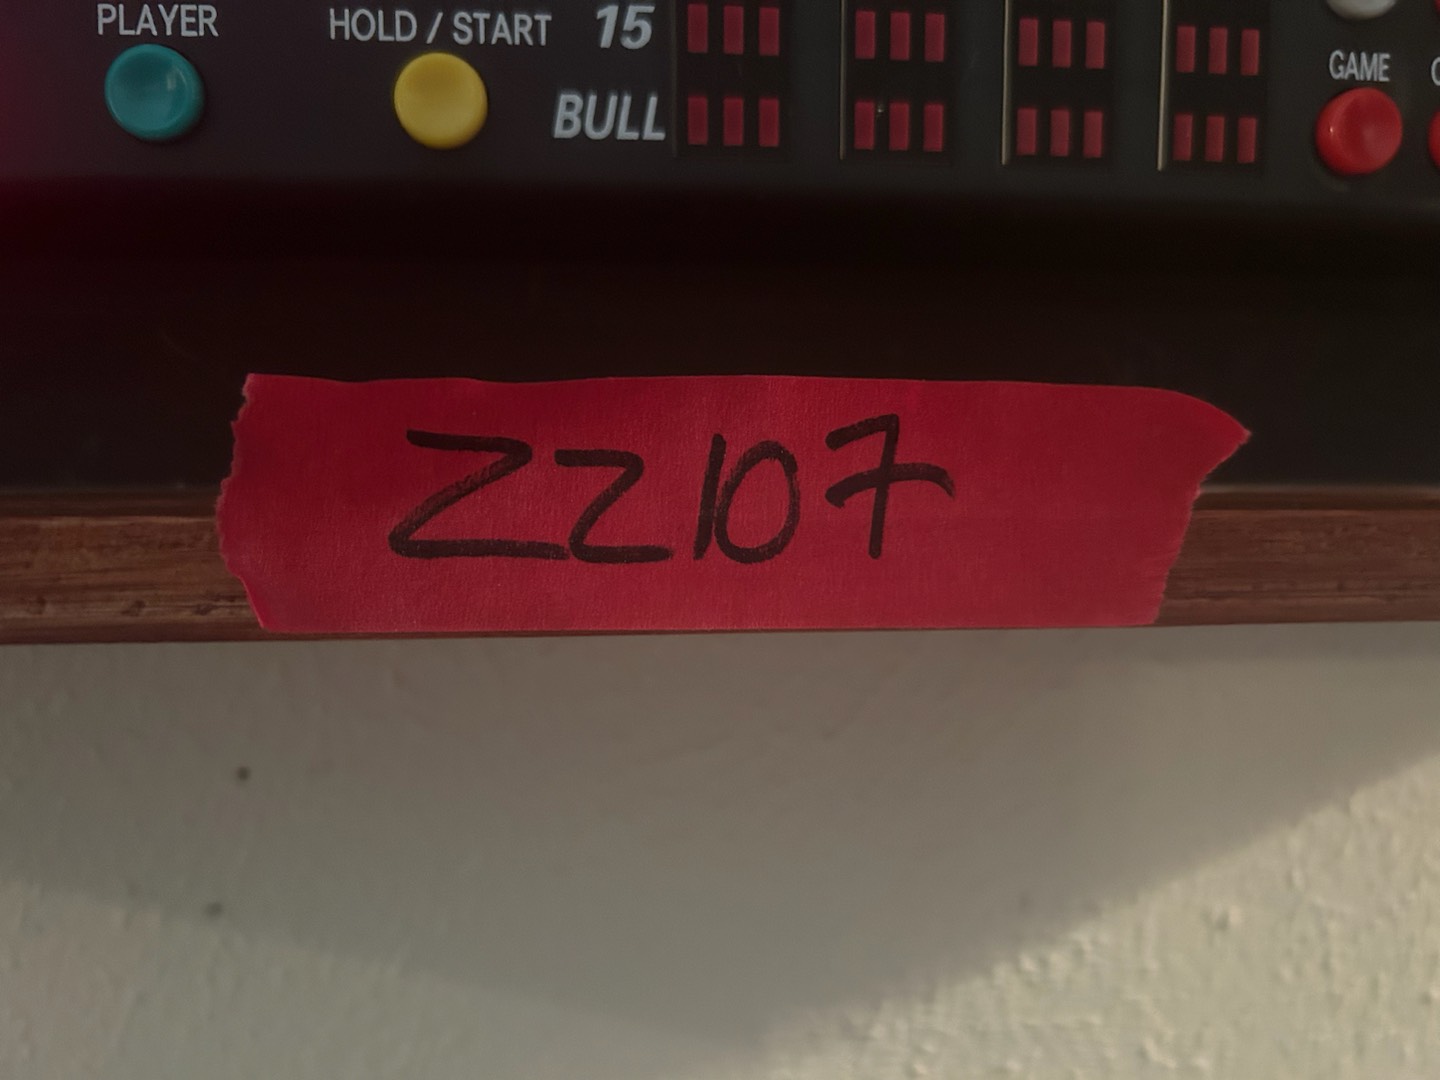 PLAYER HOLD / START 15
BULL GAME
ZZ107